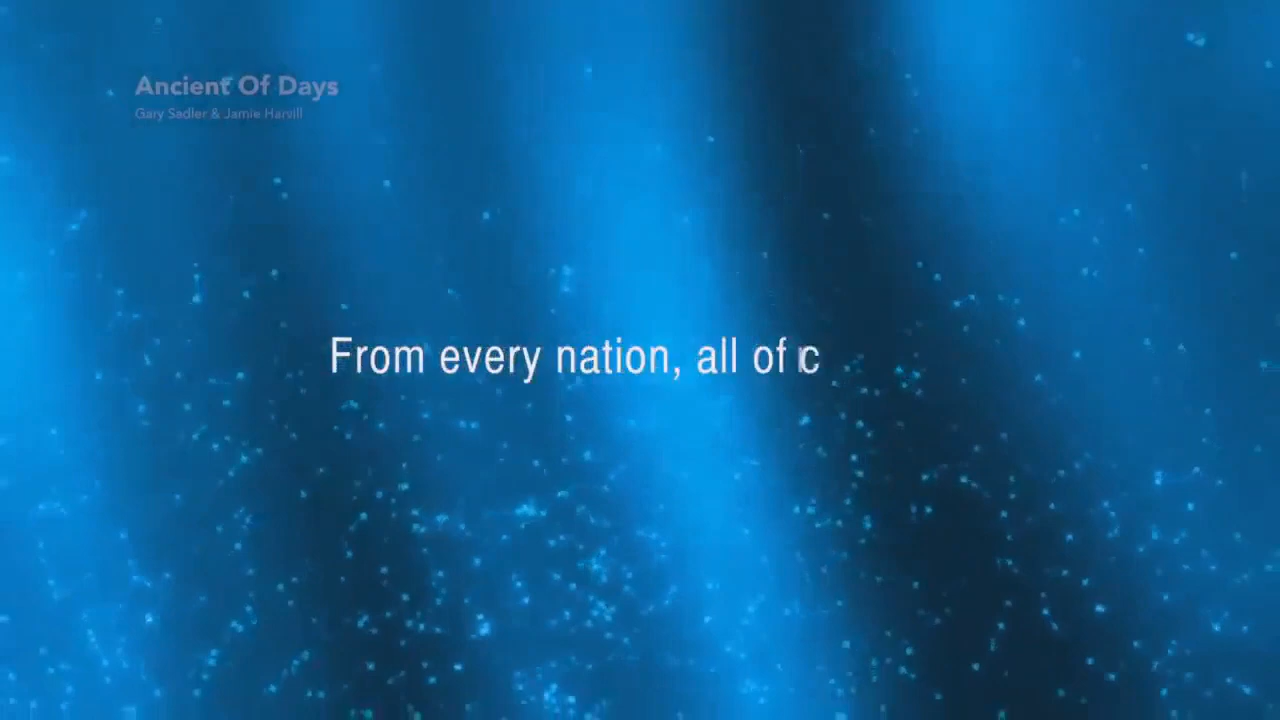 Ancient Of Days
Gary Sadler & Jamie Harvill
From every nation, all of